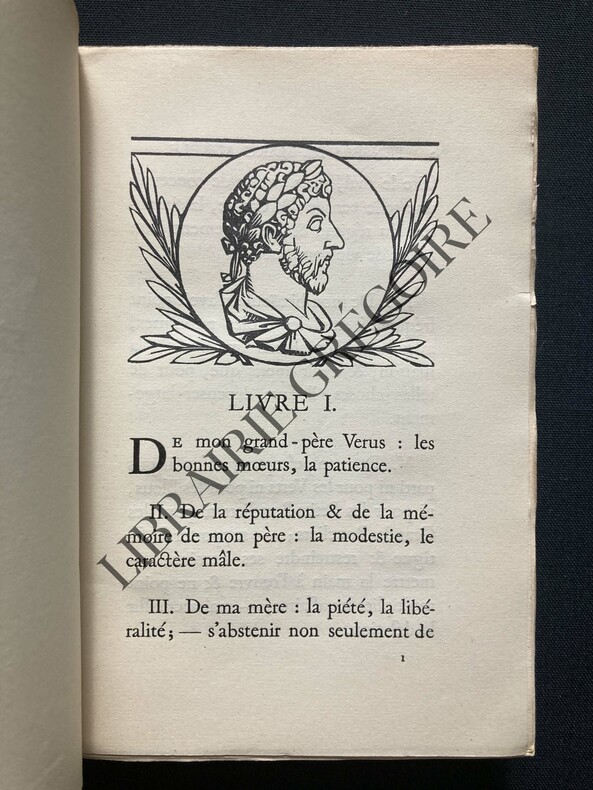 LIVRE I.
DE mon grand-père Verus : les
bonnes mœurs, la patience.
II. De la réputation & de la mé-
moire de mon père : la modestie, le
caractère mâle.
III. De ma mère : la piété, la libé-
ralité; — s'abstenir non seulement de
1
LIBRAIRIE GRÉGOIRE